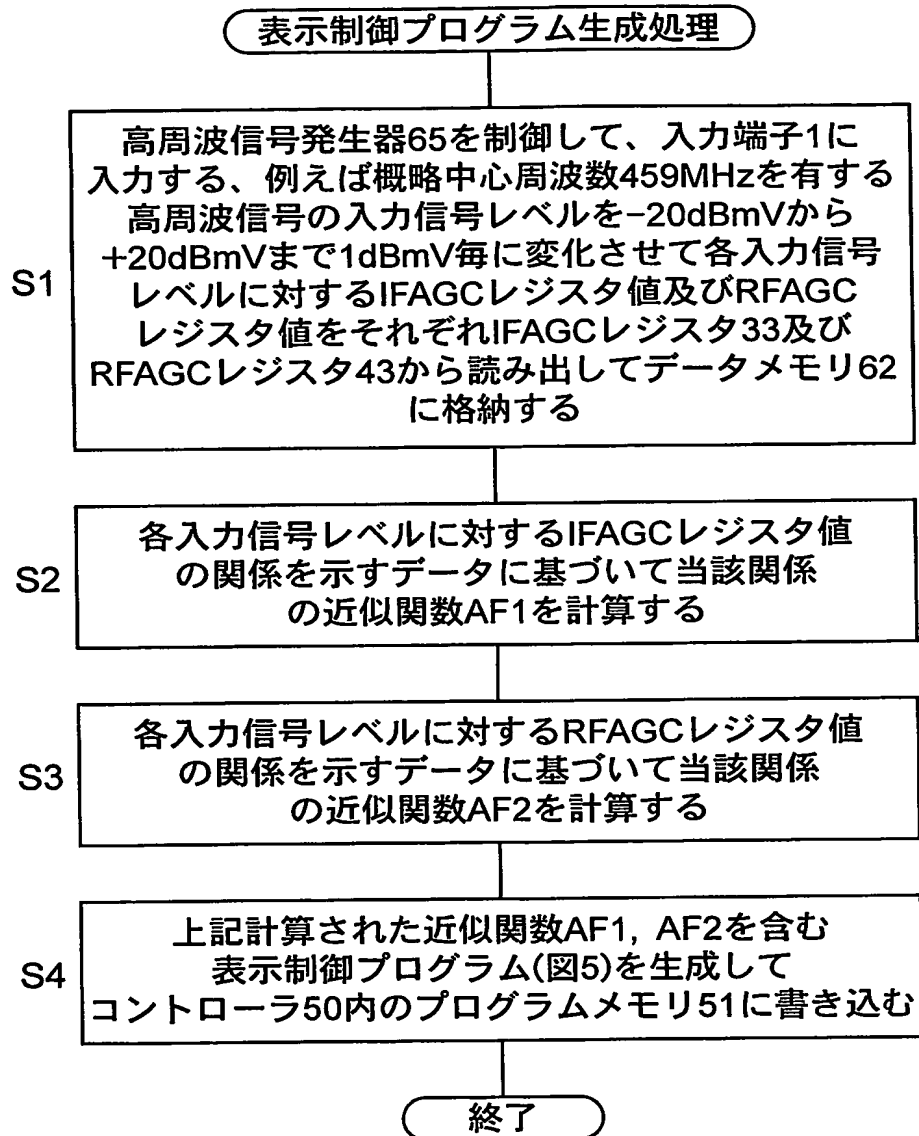 表示制御プログラム生成処理
S1
高周波信号発生器65を制御して、入力端子1に
入力する、例えば概略中心周波数459MHzを有する
高周波信号の入力信号レベルを−20dBmVから
+20dBmVまで1dBmV毎に変化させて各入力信号
レベルに対するIFAGCレジスタ値及びRFAGC
レジスタ値をそれぞれIFAGCレジスタ33及び
RFAGCレジスタ43から読み出してデータメモリ62
に格納する
S2
各入力信号レベルに対するIFAGCレジスタ値
の関係を示すデータに基づいて当該関係
の近似関数AF1を計算する
S3
各入力信号レベルに対するRFAGCレジスタ値
の関係を示すデータに基づいて当該関係
の近似関数AF2を計算する
S4
上記計算された近似関数AF1, AF2を含む
表示制御プログラム(図5)を生成して
コントローラ50内のプログラムメモリ51に書き込む
終了